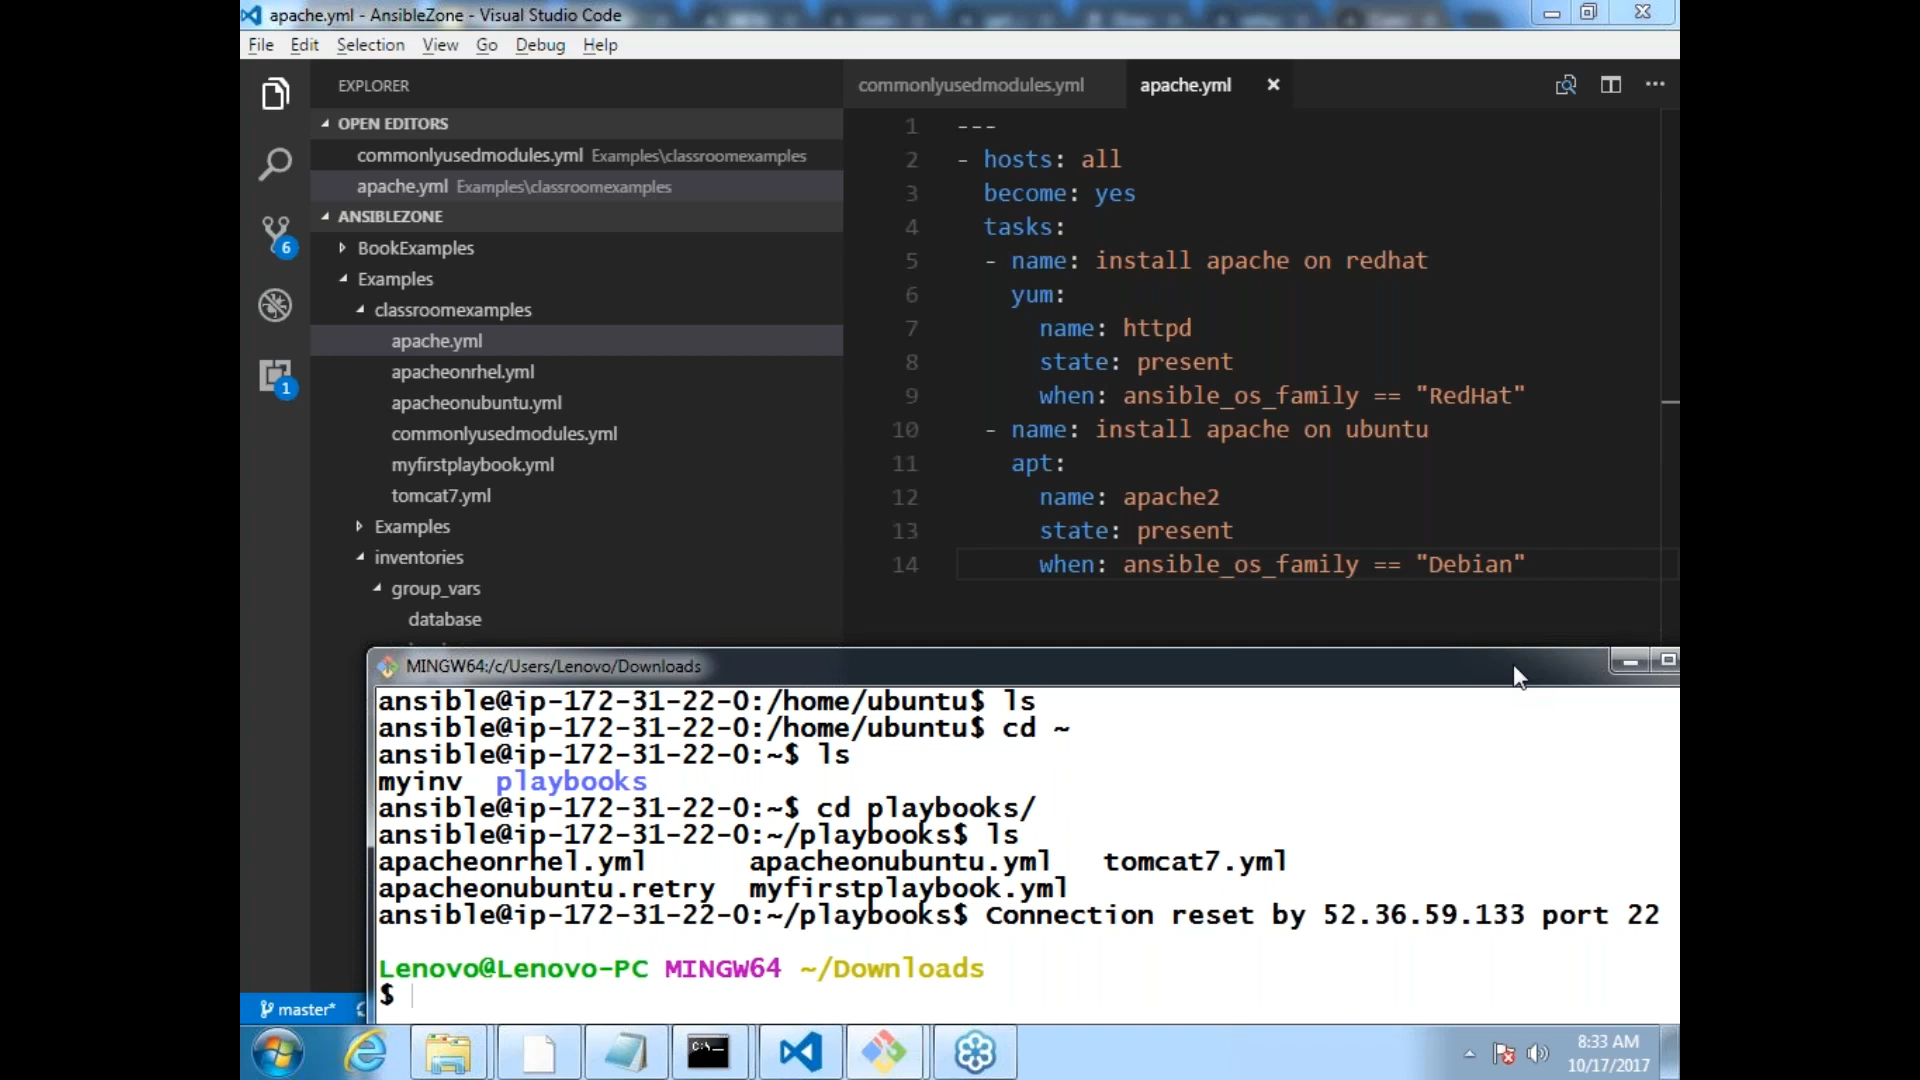 apache.yml - AnsibleZone - Visual Studio Code
File Edit Selection View Go Debug Help
EXPLORER
OPEN EDITORS
commonlyusedmodules.yml Examples\classroomexamples
apache.yml Examples\classroomexamples
ANSIBLEZONE
BookExamples
Examples
classroomexamples
apache.yml
apacheonrhel.yml
apacheonubuntu.yml
commonlyusedmodules.yml
myfirstplaybook.yml
tomcat7.yml
Examples
inventories
group_vars
database
6
1
master*
commonlyusedmodules.yml apache.yml
1 ---
2 - hosts: all
3 become: yes
4 tasks:
5 - name: install apache on redhat
6 yum:
7 name: httpd
8 state: present
9 when: ansible_os_family == "RedHat"
10 - name: install apache on ubuntu
11 apt:
12 name: apache2
13 state: present
14 when: ansible_os_family == "Debian"
MINGW64:/c/Users/Lenovo/Downloads
ansible@ip-172-31-22-0:/home/ubuntu$ ls
ansible@ip-172-31-22-0:/home/ubuntu$ cd ~
ansible@ip-172-31-22-0:~$ ls
myinv playbooks
ansible@ip-172-31-22-0:~$ cd playbooks/
ansible@ip-172-31-22-0:~/playbooks$ ls
apacheonrhel.yml apacheonubuntu.yml tomcat7.yml
apacheonubuntu.retry myfirstplaybook.yml
ansible@ip-172-31-22-0:~/playbooks$ Connection reset by 52.36.59.133 port 22
Lenovo@Lenovo-PC MINGW64 ~/Downloads
$
8:33 AM
10/17/2017